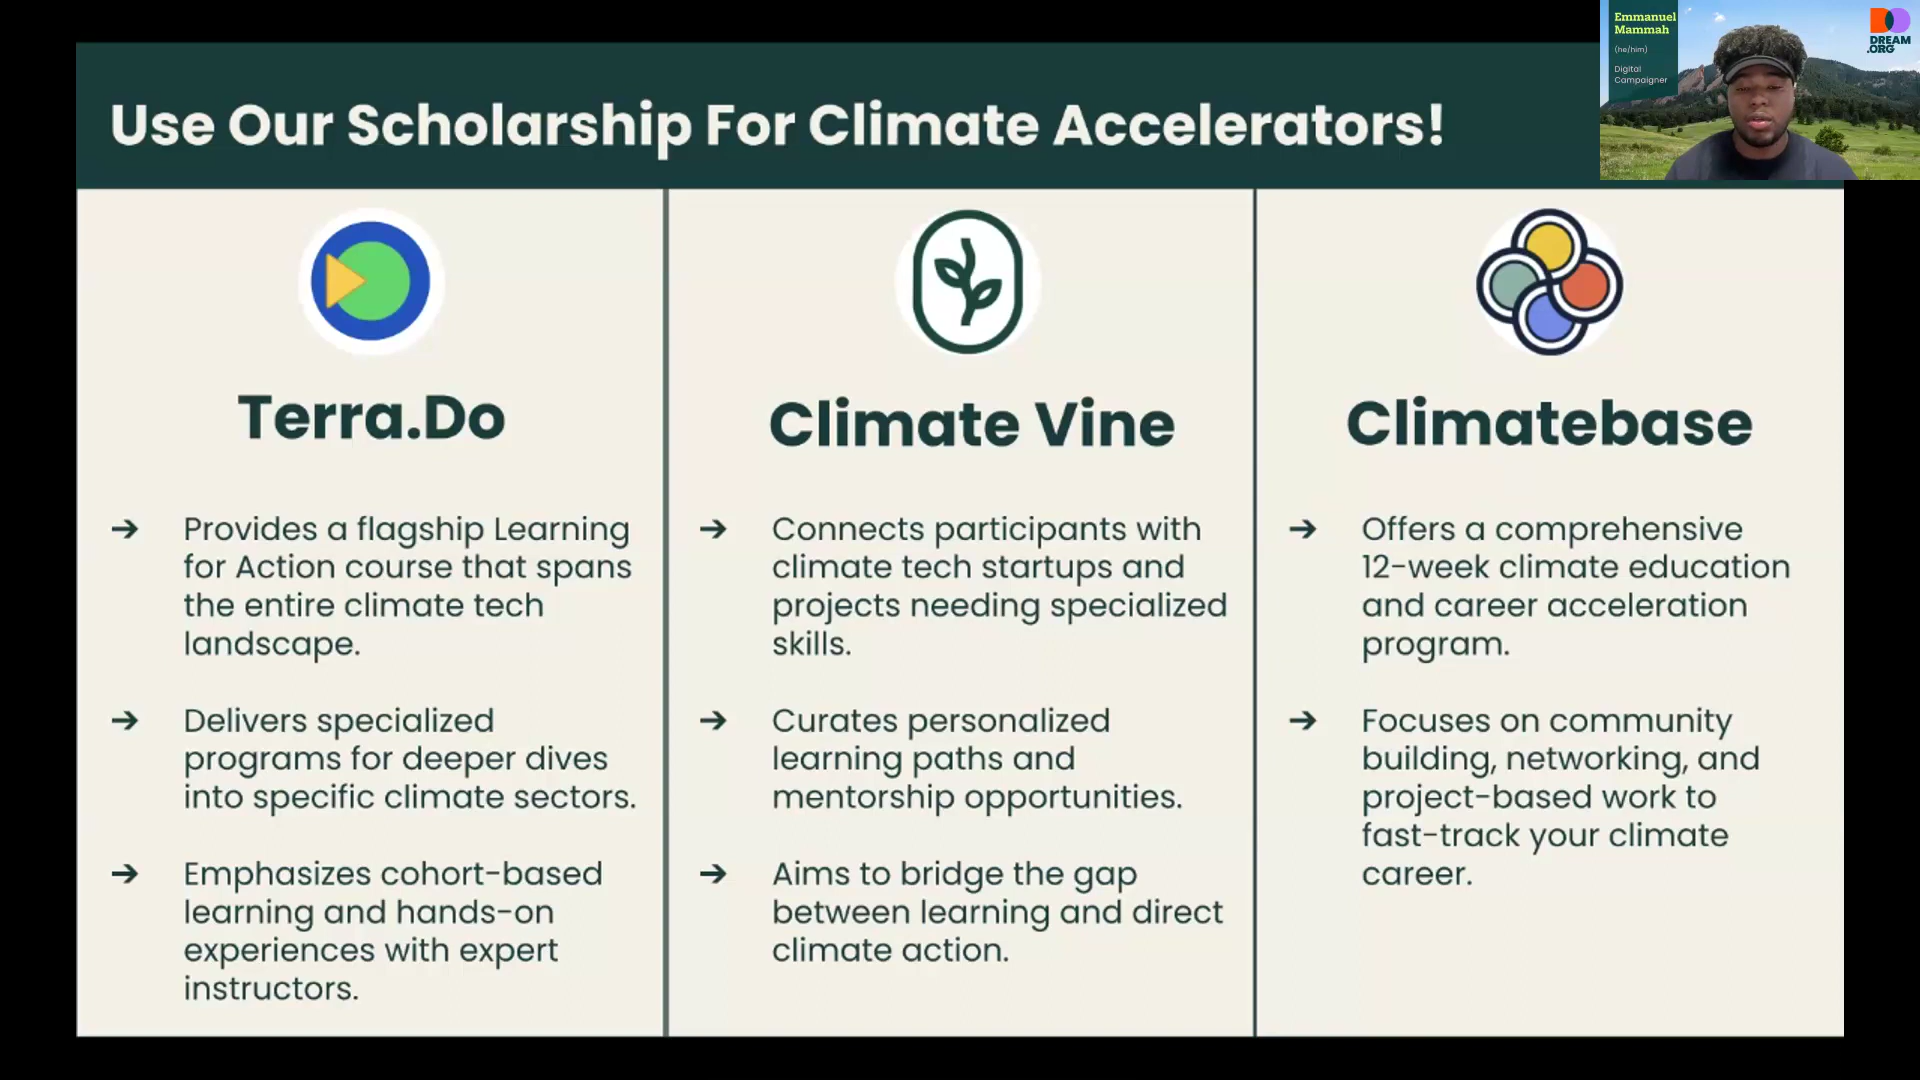 Use Our Scholarship For Climate Accelerators!
Emmanuel
Mammah
(he/him)
Digital
Campaigner
DREAM
.ORG
Terra.Do
➔ Provides a flagship Learning
for Action course that spans
the entire climate tech
landscape.
➔ Delivers specialized
programs for deeper dives
into specific climate sectors.
➔ Emphasizes cohort-based
learning and hands-on
experiences with expert
instructors.
Climate Vine
➔ Connects participants with
climate tech startups and
projects needing specialized
skills.
➔ Curates personalized
learning paths and
mentorship opportunities.
➔ Aims to bridge the gap
between learning and direct
climate action.
Climatebase
➔ Offers a comprehensive
12-week climate education
and career acceleration
program.
➔ Focuses on community
building, networking, and
project-based work to
fast-track your climate
career.